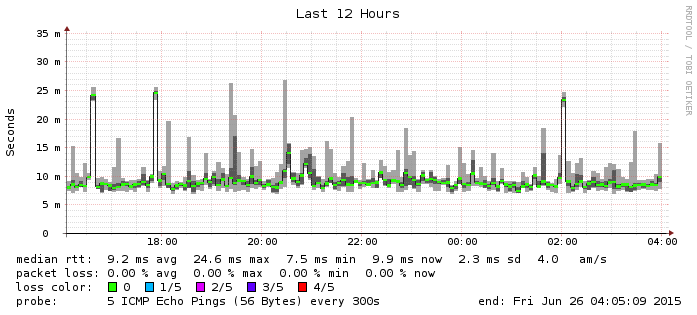 Last 12 Hours
RRDTOOL / TOBI OETIKER
Seconds
35 m
30 m
25 m
20 m
15 m
10 m
5 m
0
18:00 20:00 22:00 00:00 02:00 04:00
median rtt: 9.2 ms avg 24.6 ms max 7.5 ms min 9.9 ms now 2.3 ms sd 4.0 am/s
packet loss: 0.00 % avg 0.00 % max 0.00 % min 0.00 % now
loss color: 0 1/5 2/5 3/5 4/5
probe: 5 ICMP Echo Pings (56 Bytes) every 300s end: Fri Jun 26 04:05:09 2015